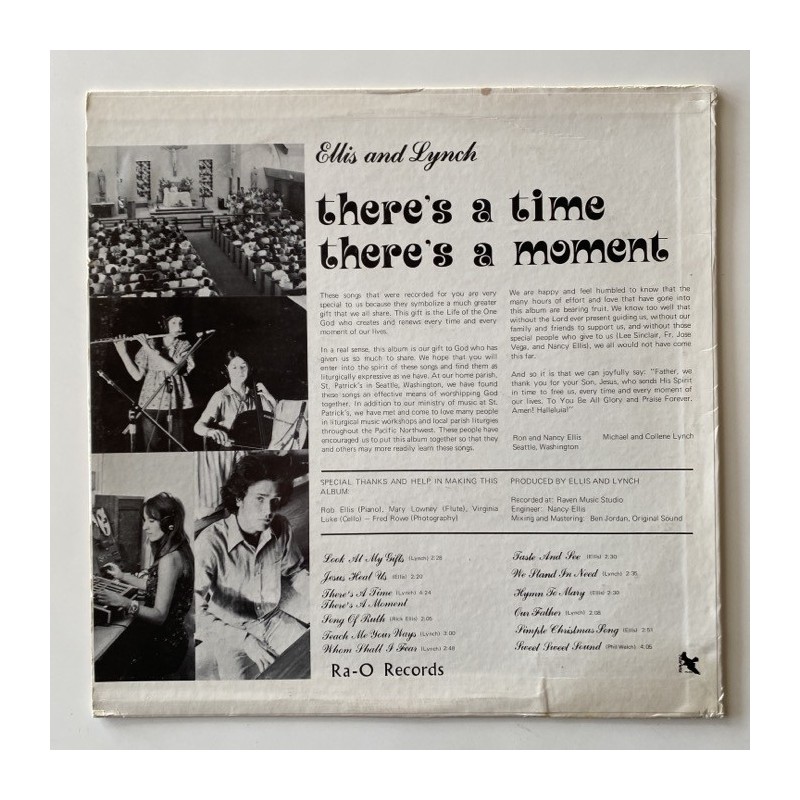 Ellis and Lynch
there's a time
there's a moment
These songs that were recorded for you are very
special to us because they symbolize a much greater
gift that we all share. This gift is the Life of the One
God who creates and renews every time and every
moment of our lives.
In a real sense, this album is our gift to God who has
given us so much to share. We hope that you will
enter into the spirit of these songs and find them as
liturgically expressive as we have. At our home parish,
St. Patrick's in Seattle, Washington, we have found
these songs an effective means of worshipping God
together. In addition to our ministry of music at St.
Patrick's, we have met and come to love many people
in liturgical music workshops and local parish liturgies
throughout the Pacific Northwest. These people have
encouraged us to put this album together so that they
and others may more readily learn these songs.
We are happy and feel humbled to know that the
many hours of effort and love that have gone into
this album are bearing fruit. We know too well that
without the Lord ever present guiding us, without our
family and friends to support us, and without those
special people who give to us (Lee Sinclair, Fr. Jose
Vega, and Nancy Ellis), we all would not have come
this far.
And so it is that we can joyfully say: "Father, we
thank you for your Son, Jesus, who sends His Spirit
in time to free us, every time and every moment of
our lives. To You Be All Glory and Praise Forever.
Amen! Halleluia!"
Ron and Nancy Ellis Michael and Collene Lynch
Seattle, Washington
SPECIAL THANKS AND HELP IN MAKING THIS
ALBUM:
Rob Ellis (Piano), Mary Lowney (Flute), Virginia
Luke (Cello) — Fred Rowe (Photography)
PRODUCED BY ELLIS AND LYNCH
Recorded at: Raven Music Studio
Engineer: Nancy Ellis
Mixing and Mastering: Ben Jordan, Original Sound
Look At My Gifts (Lynch) 2:28
Jesus Heal Us (Ellis) 2:20
There's A Time (Lynch) 4:24
There's A Moment
Song Of Ruth (Rick Ellis) 2:05
Teach Me Your Ways (Lynch) 3:00
Whom Shall I Fear (Lynch) 2:48
Taste And See (Ellis) 2:30
We Stand In Need (Lynch) 2:35
Hymn To Mary (Ellis) 2:30
Our Father (Lynch) 2:08
Simple Christmas Song (Ellis) 2:51
Sweet Sweet Sound (Phil Welch) 4:05
Ra-O Records